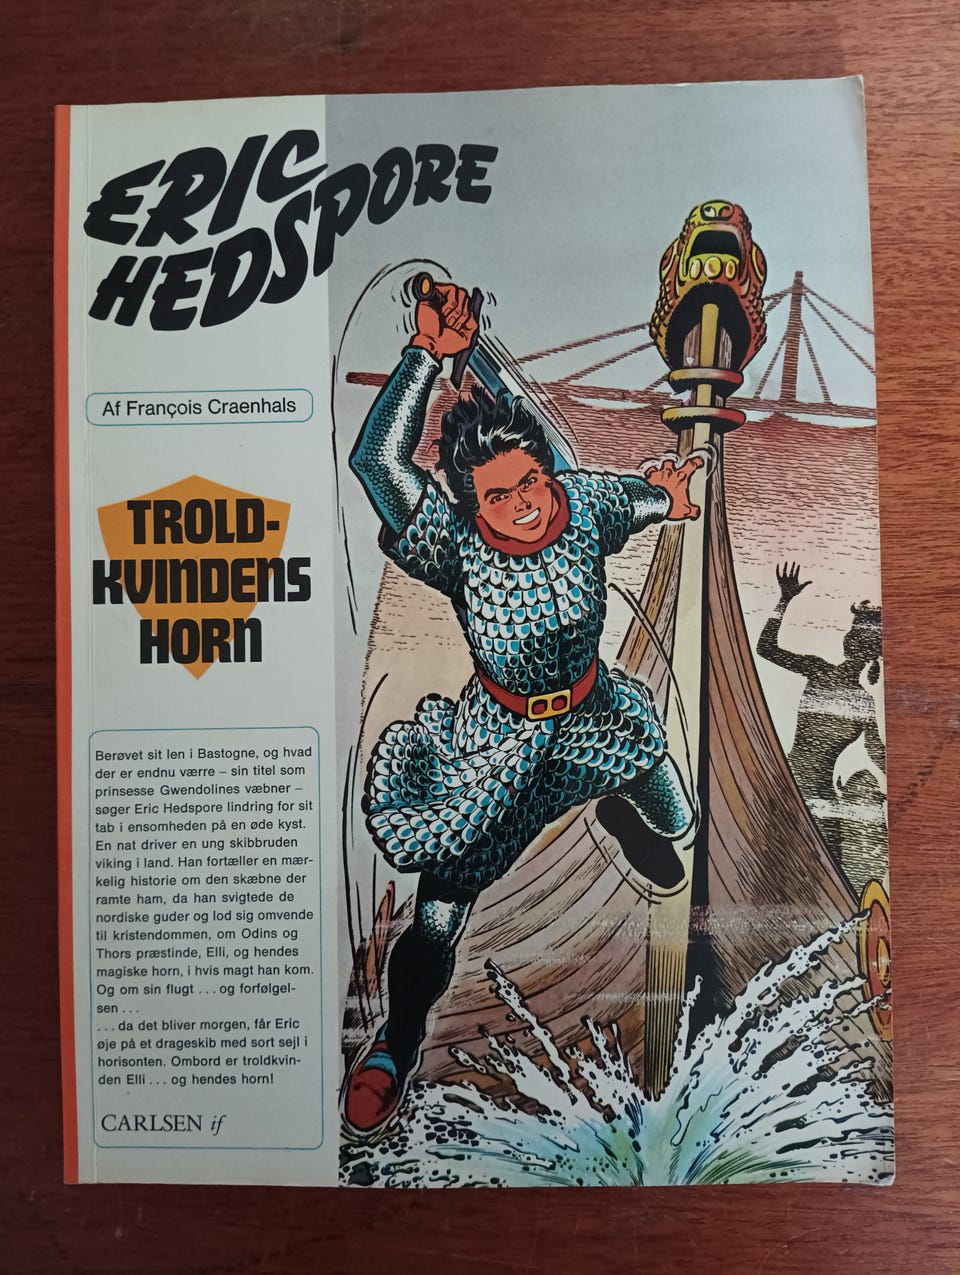 ERIC
HEDSPORE
Af François Craenhals
TROLD-
KVINDENS
HORN
Berøvet sit len i Bastogne, og hvad
der er endnu værre – sin titel som
prinsesse Gwendolines væbner –
søger Eric Hedspore lindring for sit
tab i ensomheden på en øde kyst.
En nat driver en ung skibbruden
viking i land. Han fortæller en mær-
kelig historie om den skæbne der
ramte ham, da han svigtede de
nordiske guder og lod sig omvende
til kristendommen, om Odins og
Thors præstinde, Elli, og hendes
magiske horn, i hvis magt han kom.
Og om sin flugt . . . og forfølgel-
sen . . .
. . . da det bliver morgen, får Eric
øje på et drageskib med sort sejl i
horisonten. Ombord er troldkvin-
den Elli . . . og hendes horn!
CARLSEN if